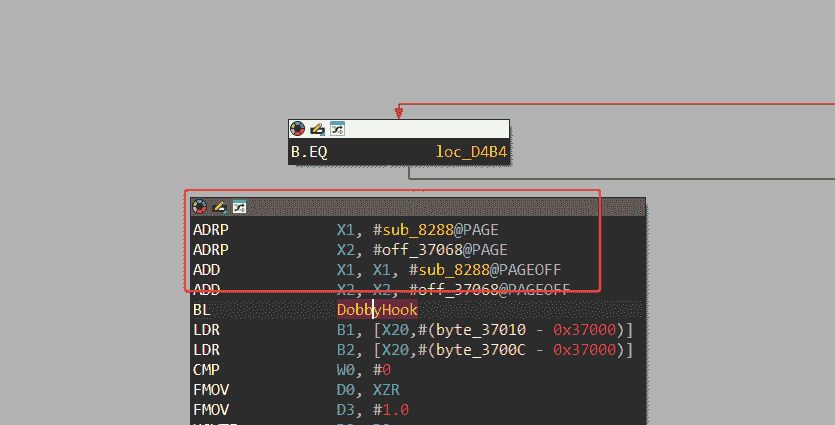 B.EQ loc_D4B4
ADRP X1, #sub_8288@PAGE
ADRP X2, #off_37068@PAGE
ADD X1, X1, #sub_8288@PAGEOFF
ADD X2, X2, #off_37068@PAGEOFF
BL DobbyHook
LDR B1, [X20,#(byte_37010 - 0x37000)]
LDR B2, [X20,#(byte_3700C - 0x37000)]
CMP W0, #0
FMOV D0, XZR
FMOV D3, #1.0